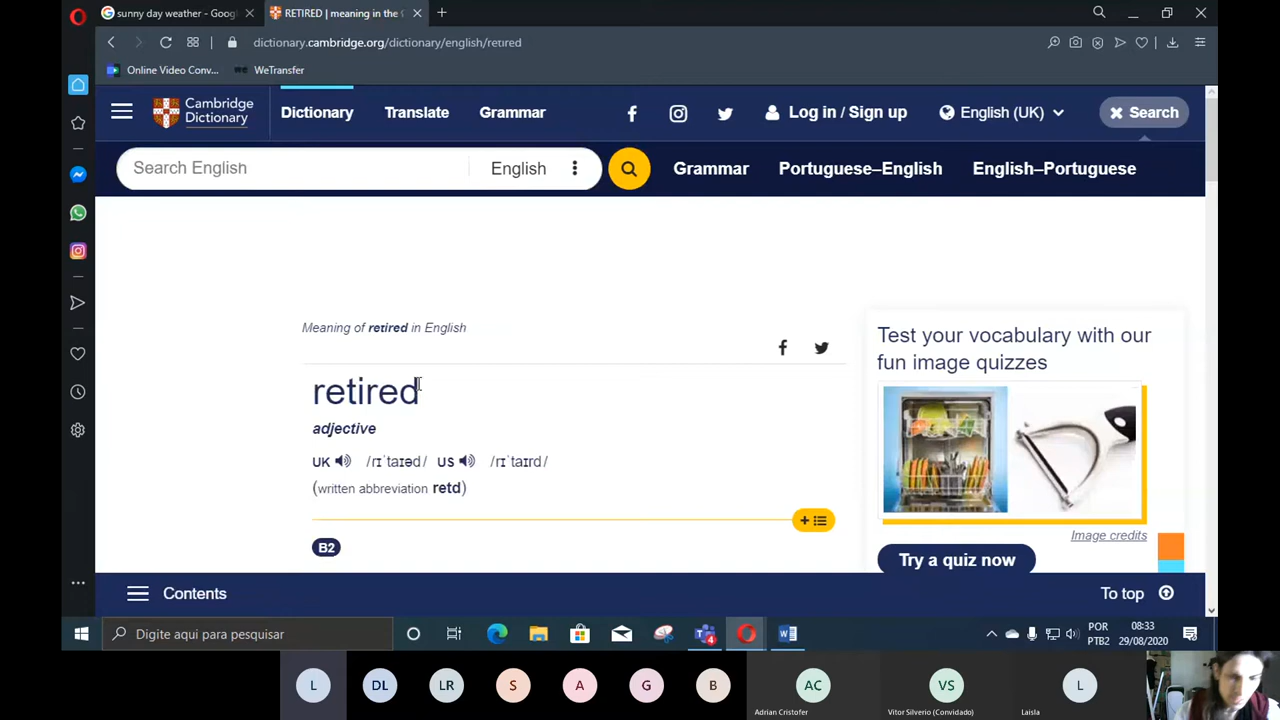 sunny day weather - Goog
RETIRED | meaning in the
dictionary.cambridge.org/dictionary/english/retired
Online Video Conv...
we WeTransfer
Cambridge
Dictionary
Dictionary
Translate
Grammar
Log in / Sign up
English (UK)
Search
Search English
English
Grammar
Portuguese–English
English–Portuguese
Meaning of retired in English
retired
adjective
UK /rɪˈtaɪəd/ US /rɪˈtaɪrd/
(written abbreviation retd)
B2
Test your vocabulary with our
fun image quizzes
Image credits
Try a quiz now
Contents
To top
Digite aqui para pesquisar
4
W
POR
PTB2
08:33
29/08/2020
L
DL
LR
S
A
G
B
AC
Adrian Cristofer
VS
Vitor Silverio (Convidado)
L
Laisla